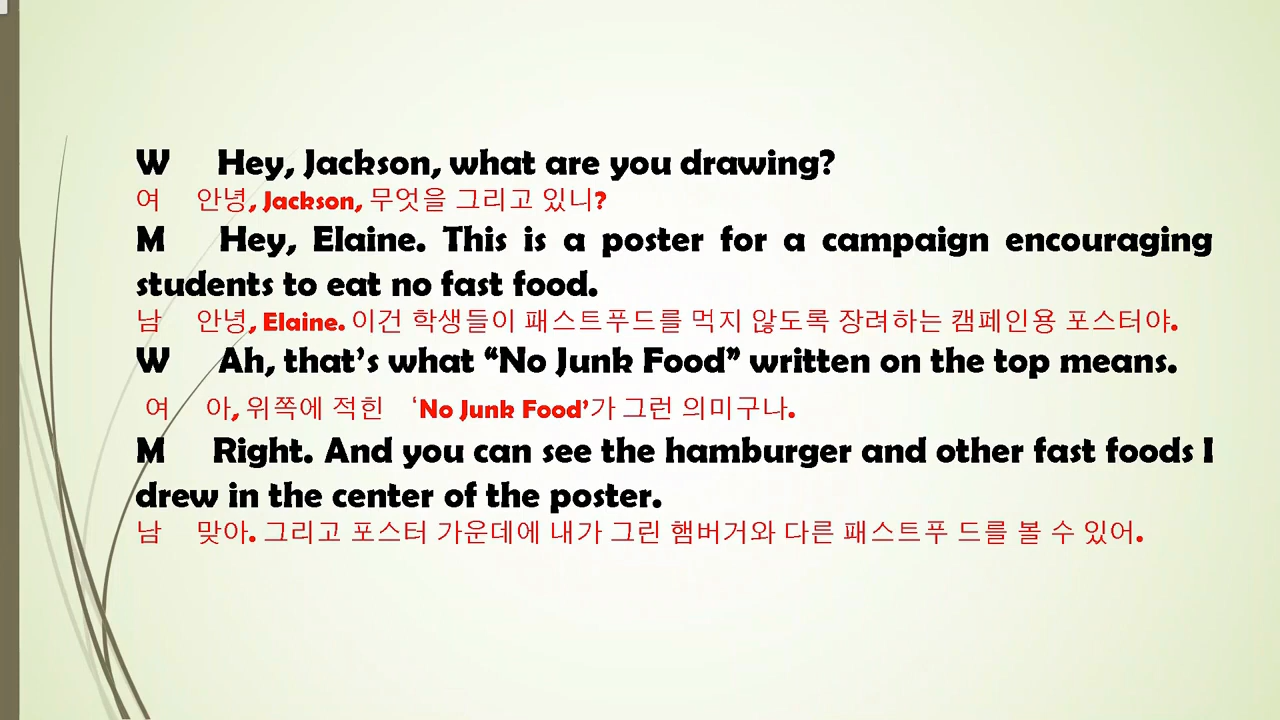 W Hey, Jackson, what are you drawing?
여 안녕, Jackson, 무엇을 그리고 있니?
M Hey, Elaine. This is a poster for a campaign encouraging
students to eat no fast food.
남 안녕, Elaine. 이건 학생들이 패스트푸드를 먹지 않도록 장려하는 캠페인용 포스터야.
W Ah, that’s what “No Junk Food” written on the top means.
여 아, 위쪽에 적힌 ‘No Junk Food’가 그런 의미구나.
M Right. And you can see the hamburger and other fast foods I
drew in the center of the poster.
남 맞아. 그리고 포스터 가운데에 내가 그린 햄버거와 다른 패스트푸 드를 볼 수 있어.